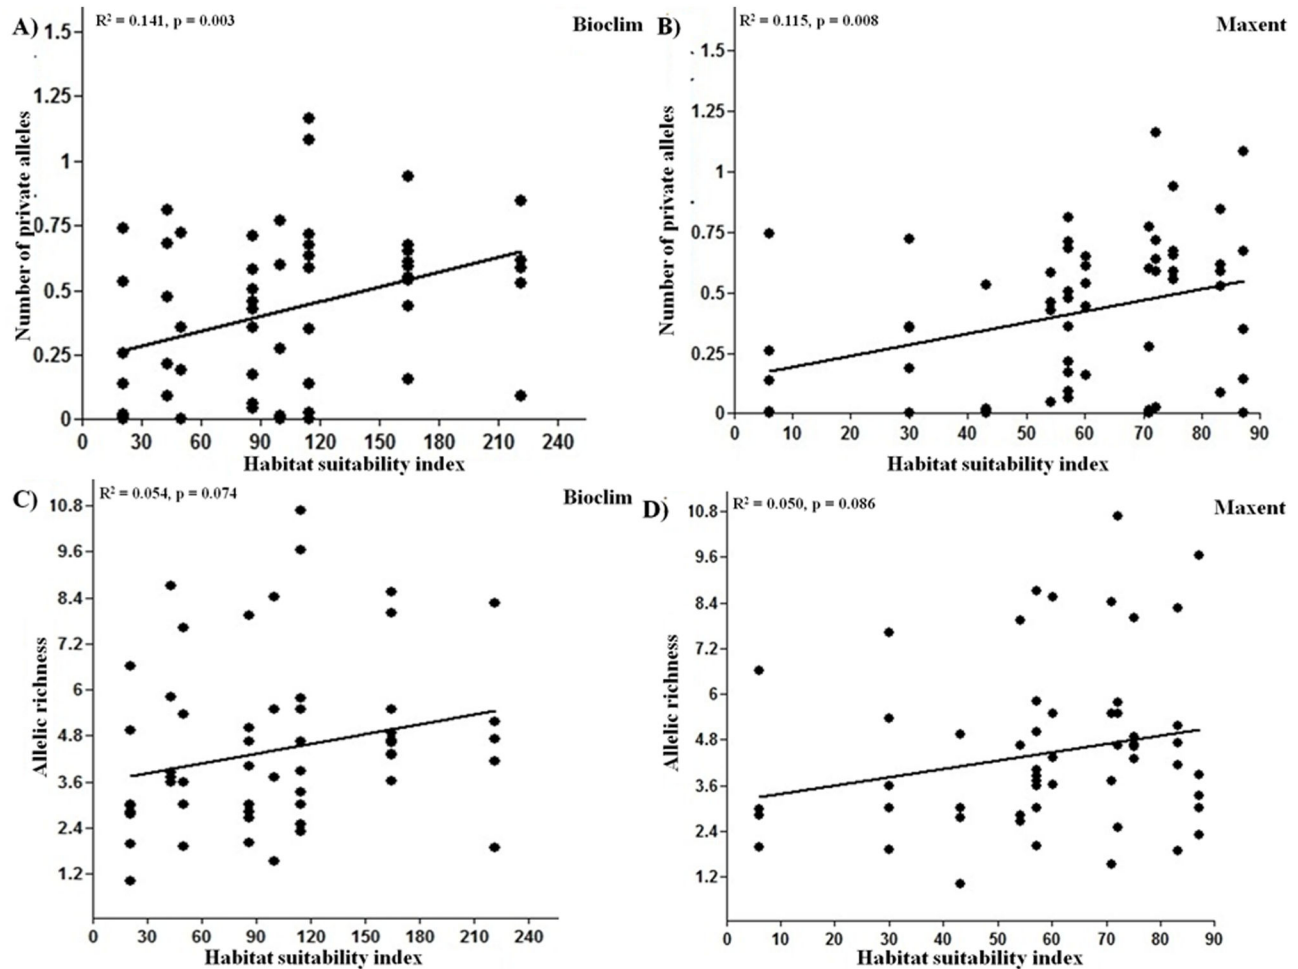 A) R² = 0.141, p = 0.003 Bioclim
1.5
1.25
1
0.75
0.5
0.25
0
Number of private alleles
0 30 60 90 120 150 180 210 240
Habitat suitability index
B) R² = 0.115, p = 0.008 Maxent
1.5
1.25
1
0.75
0.5
0.25
0
Number of private alleles
0 10 20 30 40 50 60 70 80 90
Habitat suitability index
C) R² = 0.054, p = 0.074 Bioclim
10.8
9.6
8.4
7.2
6
4.8
3.6
2.4
1.2
Allelic richness
0 30 60 90 120 150 180 210 240
Habitat suitability index
D) R² = 0.050, p = 0.086 Maxent
10.8
9.6
8.4
7.2
6
4.8
3.6
2.4
1.2
Allelic richness
0 10 20 30 40 50 60 70 80 90
Habitat suitability index